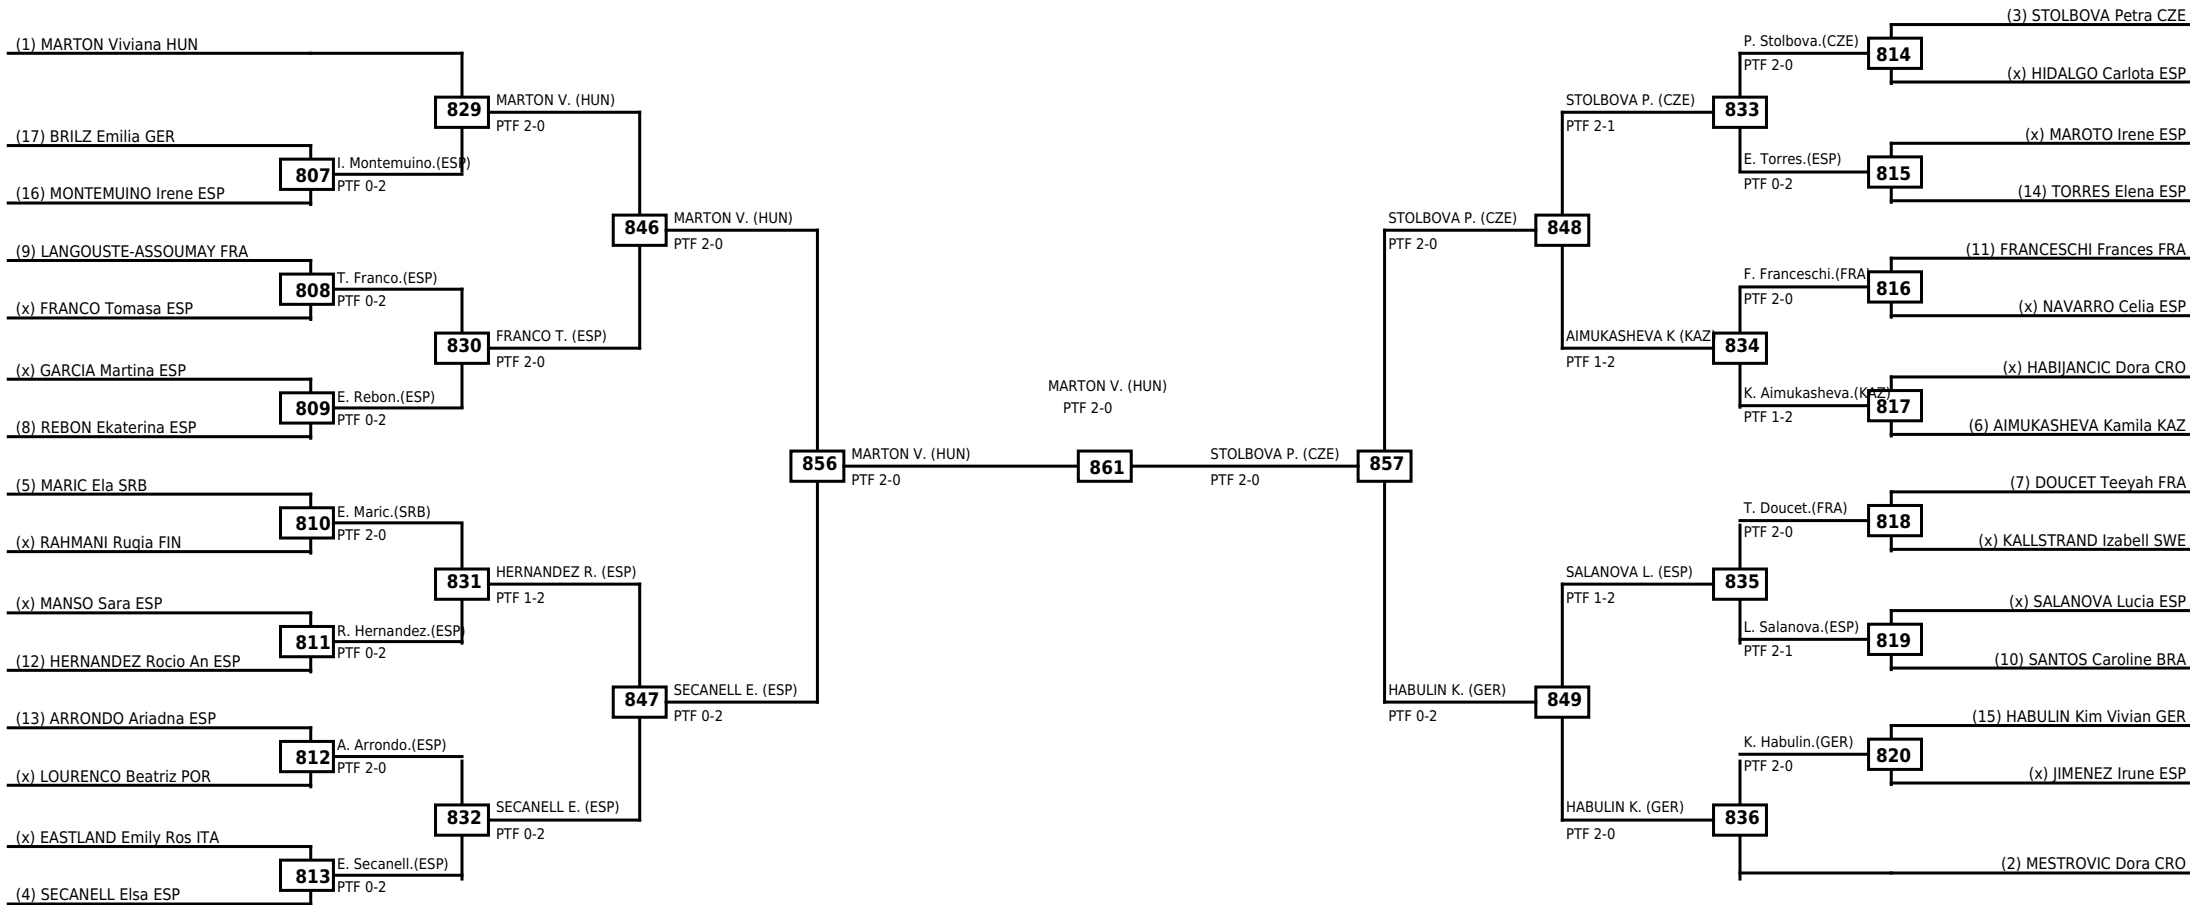 (1) MARTON Viviana HUN
829
MARTON V. (HUN)
PTF 2-0
(17) BRILZ Emilia GER
807
I. Montemuino.(ESP)
PTF 0-2
(16) MONTEMUINO Irene ESP
846
MARTON V. (HUN)
PTF 2-0
(9) LANGOUSTE-ASSOUMAY FRA
808
T. Franco.(ESP)
PTF 0-2
(x) FRANCO Tomasa ESP
830
FRANCO T. (ESP)
PTF 2-0
(x) GARCIA Martina ESP
809
E. Rebon.(ESP)
PTF 0-2
(8) REBON Ekaterina ESP
856
MARTON V. (HUN)
PTF 2-0
(5) MARIC Ela SRB
810
E. Maric.(SRB)
PTF 2-0
(x) RAHMANI Ruqia FIN
831
HERNANDEZ R. (ESP)
PTF 1-2
(x) MANSO Sara ESP
811
R. Hernandez.(ESP)
PTF 0-2
(12) HERNANDEZ Rocio An ESP
847
SECANELL E. (ESP)
PTF 0-2
(13) ARRONDO Ariadna ESP
812
A. Arrondo.(ESP)
PTF 2-0
(x) LOURENCO Beatriz POR
832
SECANELL E. (ESP)
PTF 0-2
(x) EASTLAND Emily Ros ITA
813
E. Secanell.(ESP)
PTF 0-2
(4) SECANELL Elsa ESP
MARTON V. (HUN)
PTF 2-0
861
STOLBOVA P. (CZE)
PTF 2-0
857
(3) STOLBOVA Petra CZE
P. Stolbova.(CZE)
PTF 2-0
814
(x) HIDALGO Carlota ESP
STOLBOVA P. (CZE)
PTF 2-1
833
(x) MAROTO Irene ESP
E. Torres.(ESP)
PTF 0-2
815
(14) TORRES Elena ESP
STOLBOVA P. (CZE)
PTF 2-0
848
(11) FRANCESCHI Frances FRA
F. Franceschi.(FRA)
PTF 2-0
816
(x) NAVARRO Celia ESP
AIMUKASHEVA K (KAZ
PTF 1-2
834
(x) HABIJANCIC Dora CRO
K. Aimukasheva.(KAZ)
PTF 1-2
817
(6) AIMUKASHEVA Kamila KAZ
(7) DOUCET Teeyah FRA
T. Doucet.(FRA)
PTF 2-0
818
(x) KALLSTRAND Izabell SWE
SALANOVA L. (ESP)
PTF 1-2
835
(x) SALANOVA Lucia ESP
L. Salanova.(ESP)
PTF 2-1
819
(10) SANTOS Caroline BRA
HABULIN K. (GER)
PTF 0-2
849
(15) HABULIN Kim Vivian GER
K. Habulin.(GER)
PTF 2-0
820
(x) JIMENEZ Irune ESP
HABULIN K. (GER)
PTF 2-0
836
(2) MESTROVIC Dora CRO